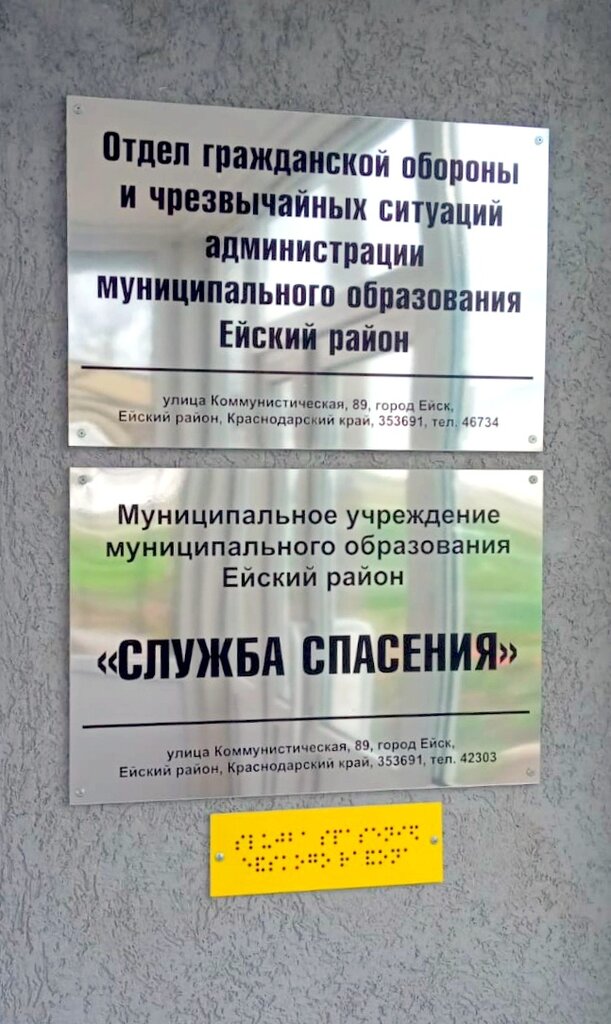 Отдел гражданской обороны
и чрезвычайных ситуаций
администрации
муниципального образования
Ейский район
улица Коммунистическая, 89, город Ейск,
Ейский район, Краснодарский край, 353691, тел. 46734
Муниципальное учреждение
муниципального образования
Ейский район
«СЛУЖБА СПАСЕНИЯ»
улица Коммунистическая, 89, город Ейск,
Ейский район, Краснодарский край, 353691, тел. 42303